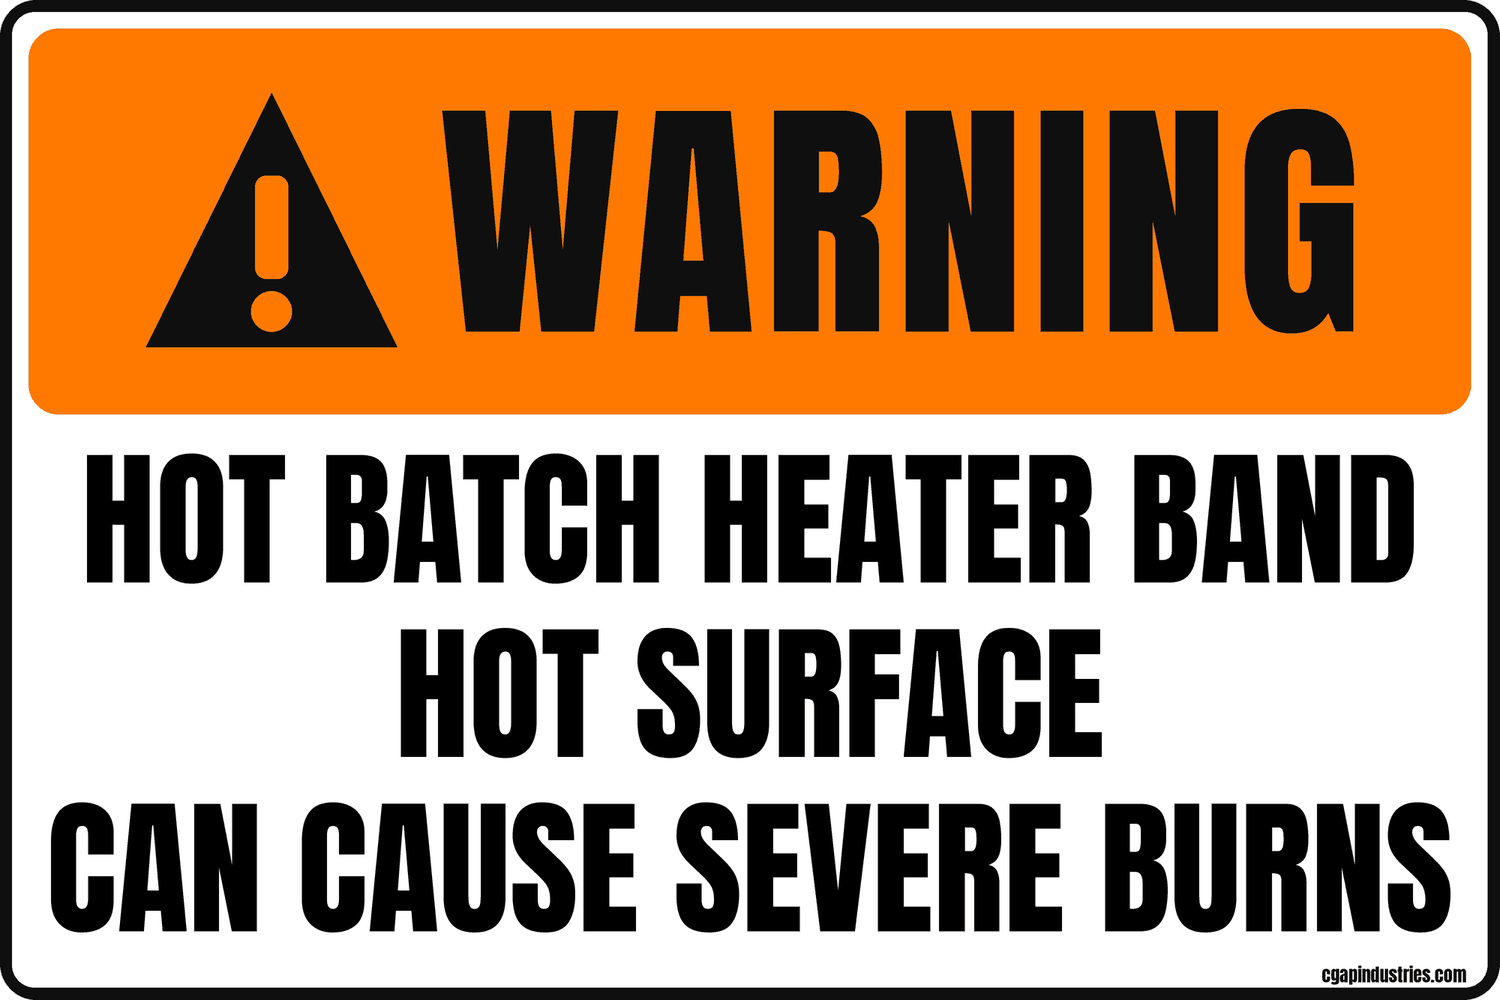 WARNING
HOT BATCH HEATER BAND
HOT SURFACE
CAN CAUSE SEVERE BURNS
cgapindustries.com